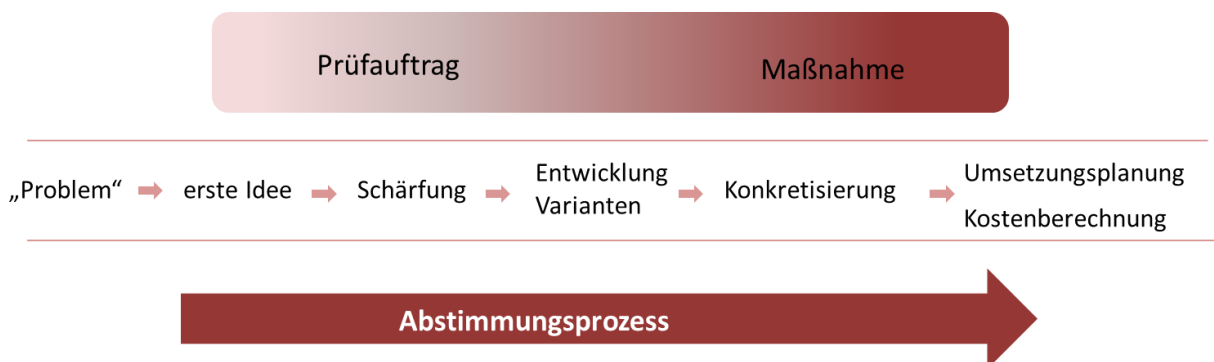 Prüfauftrag
Maßnahme
„Problem“
erste Idee
Schärfung
Entwicklung
Varianten
Konkretisierung
Umsetzungsplanung
Kostenberechnung
Abstimmungsprozess